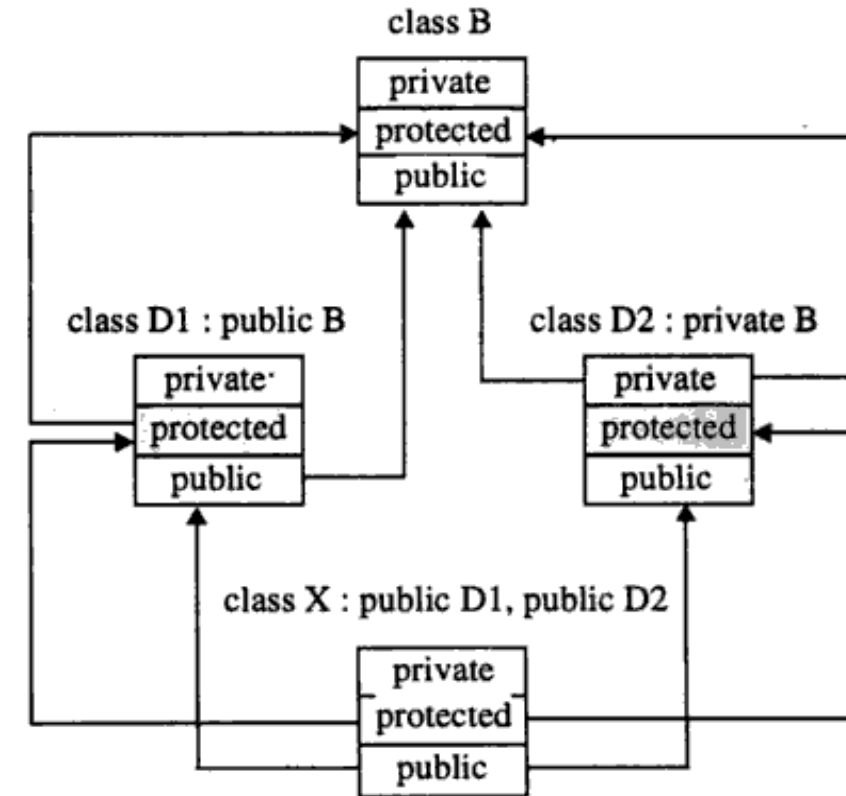 class B
private
protected
public
class D1 : public B
class D2 : private B
private
private
protected
protected
public
public
class X : public D1, public D2
private
protected
public